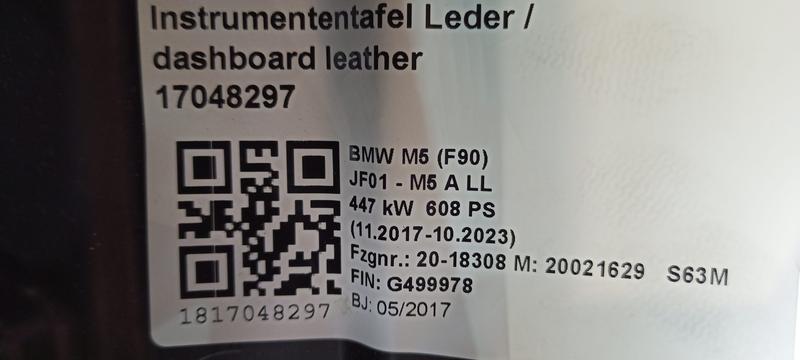 Instrumententafel Leder /
dashboard leather
17048297
BMW M5 (F90)
JF01 - M5 A LL
447 kW 608 PS
(11.2017-10.2023)
Fzgnr.: 20-18308 M: 20021629 S63M
FIN: G499978
BJ: 05/2017
1817048297